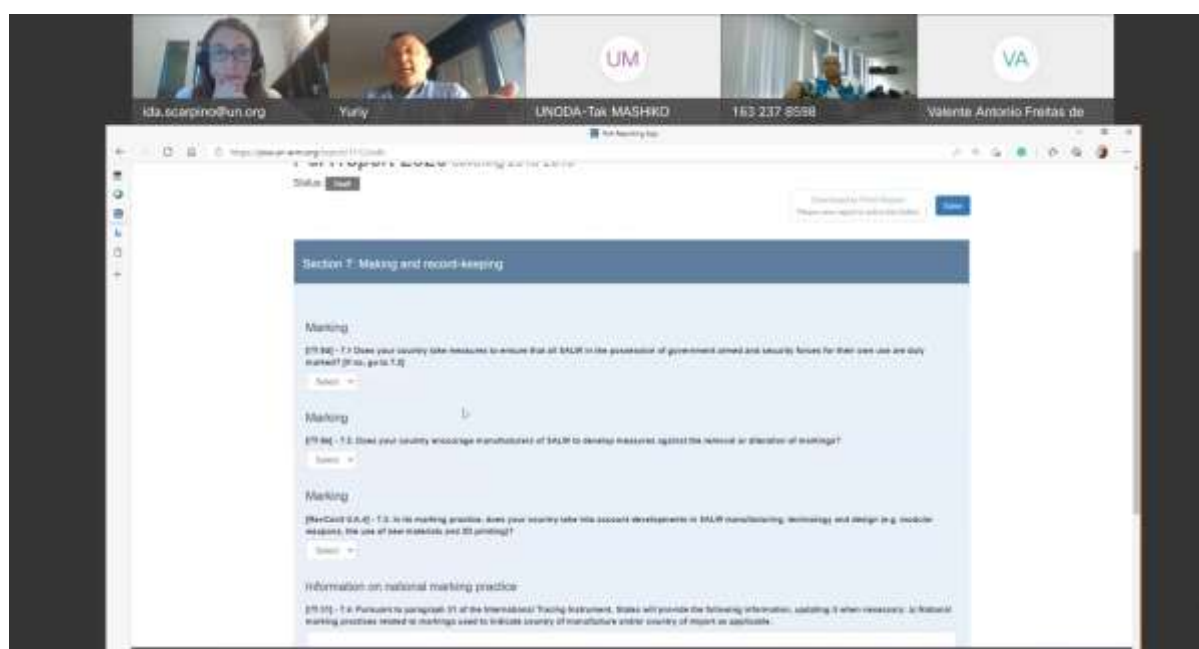 UM
VA
ida.scarpino@un.org
Yuriy
UNODA-Tak MASHIKO
163 237 8598
Valente Antonio Freitas de
Status:
Save
Section 7: Making and record-keeping
Marking
7.1 Does your country take measures to ensure that all SALW in the possession of government armed and security forces for their own use are duly
marked? [if no, go to 7.2]
Select
Marking
7.2. Does your country encourage manufacturers of SALW to develop measures against the removal or alteration of markings?
Select
Marking
7.3. In its marking practice, does your country take into account developments in SALW manufacturing, technology and design (e.g. modular
weapons, the use of new materials and 3D printing)?
Select
Information on national marking practice
[ITI 31] - 7.4. Pursuant to paragraph 31 of the International Tracing Instrument, States will provide the following information, updating it when necessary: a) National
marking practices related to markings used to indicate country of manufacture and/or country of import as applicable.